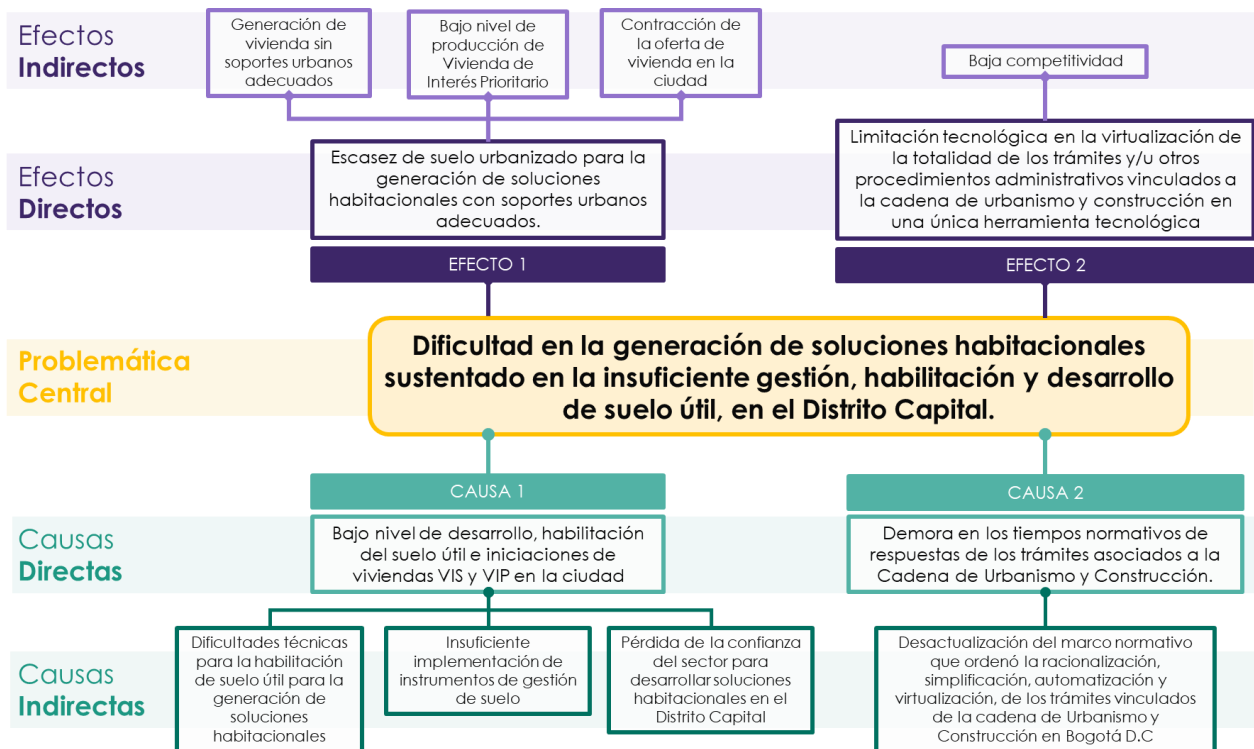 Efectos
Indirectos
Generación de
vivienda sin
soportes urbanos
adecuados
Bajo nivel de
producción de
Vivienda de
Interés Prioritario
Contracción de
la oferta de
vivienda en la
ciudad
Baja competitividad
Efectos
Directos
Escasez de suelo urbanizado para la
generación de soluciones
habitacionales con soportes urbanos
adecuados.
EFECTO 1
Limitación tecnológica en la virtualización de
la totalidad de los trámites y/u otros
procedimientos administrativos vinculados a
la cadena de urbanismo y construcción en
una única herramienta tecnológica
EFECTO 2
Problemática
Central
Dificultad en la generación de soluciones habitacionales
sustentado en la insuficiente gestión, habilitación y desarrollo
de suelo útil, en el Distrito Capital.
Causas
Directas
CAUSA 1
Bajo nivel de desarrollo, habilitación
del suelo útil e iniciaciones de
viviendas VIS y VIP en la ciudad
CAUSA 2
Demora en los tiempos normativos de
respuestas de los trámites asociados a la
Cadena de Urbanismo y Construcción.
Causas
Indirectas
Dificultades técnicas
para la habilitación
de suelo útil para la
generación de
soluciones
habitacionales
Insuficiente
implementación de
instrumentos de gestión
de suelo
Pérdida de la confianza
del sector para
desarrollar soluciones
habitacionales en el
Distrito Capital
Desactualización del marco normativo
que ordenó la racionalización,
simplificación, automatización y
virtualización, de los trámites vinculados
de la cadena de Urbanismo y
Construcción en Bogotá D.C